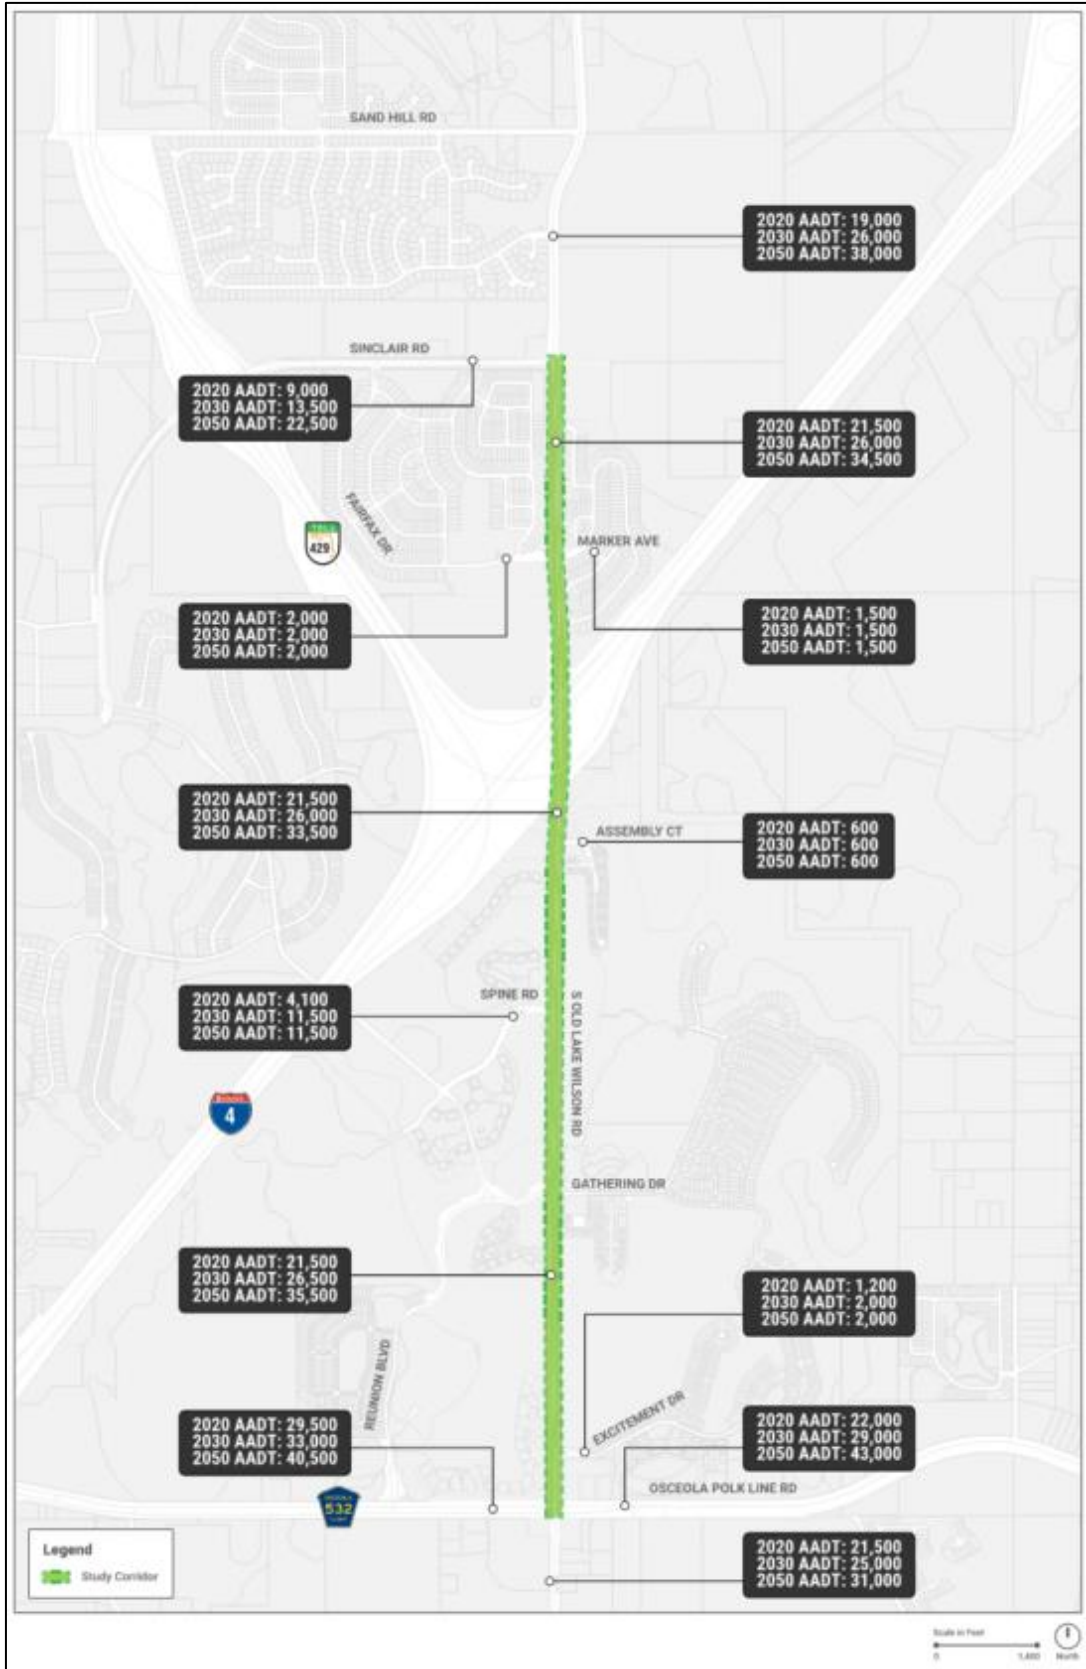 SAND HILL RD
2020 AADT: 19,000
2030 AADT: 26,000
2050 AADT: 38,000
SINCLAIR RD
2020 AADT: 9,000
2030 AADT: 13,500
2050 AADT: 22,500
2020 AADT: 21,500
2030 AADT: 26,000
2050 AADT: 34,500
FAIRFAX DR
429
MARKER AVE
2020 AADT: 2,000
2030 AADT: 2,000
2050 AADT: 2,000
2020 AADT: 1,500
2030 AADT: 1,500
2050 AADT: 1,500
2020 AADT: 21,500
2030 AADT: 26,000
2050 AADT: 33,500
ASSEMBLY CT
2020 AADT: 600
2030 AADT: 600
2050 AADT: 600
SPINE RD
2020 AADT: 4,100
2030 AADT: 11,500
2050 AADT: 11,500
S OLD LAKE WILSON RD
4
GATHERING DR
2020 AADT: 21,500
2030 AADT: 26,500
2050 AADT: 35,500
2020 AADT: 1,200
2030 AADT: 2,000
2050 AADT: 2,000
REUNION BLVD
EXCITEMENT DR
2020 AADT: 29,500
2030 AADT: 33,000
2050 AADT: 40,500
2020 AADT: 22,000
2030 AADT: 29,000
2050 AADT: 43,000
OSCEOLA POLK LINE RD
532
2020 AADT: 21,500
2030 AADT: 25,000
2050 AADT: 31,000
Legend
Study Corridor
Scale in Feet
0 1,400
North